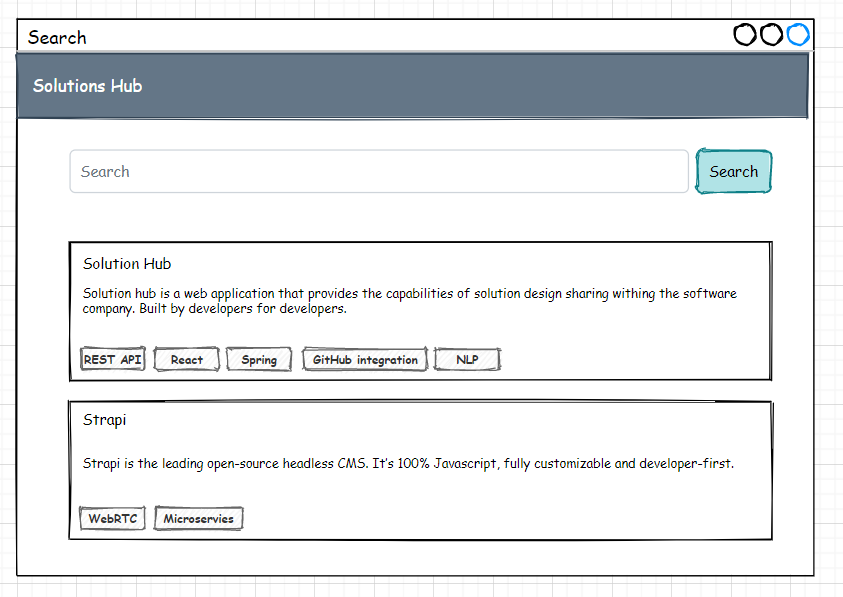 Search
Solutions Hub
Search
Search
Solution Hub
Solution hub is a web application that provides the capabilities of solution design sharing withing the software
company. Built by developers for developers.
REST API
React
Spring
GitHub integration
NLP
Strapi
Strapi is the leading open-source headless CMS. It's 100% Javascript, fully customizable and developer-first.
WebRTC
Microservies